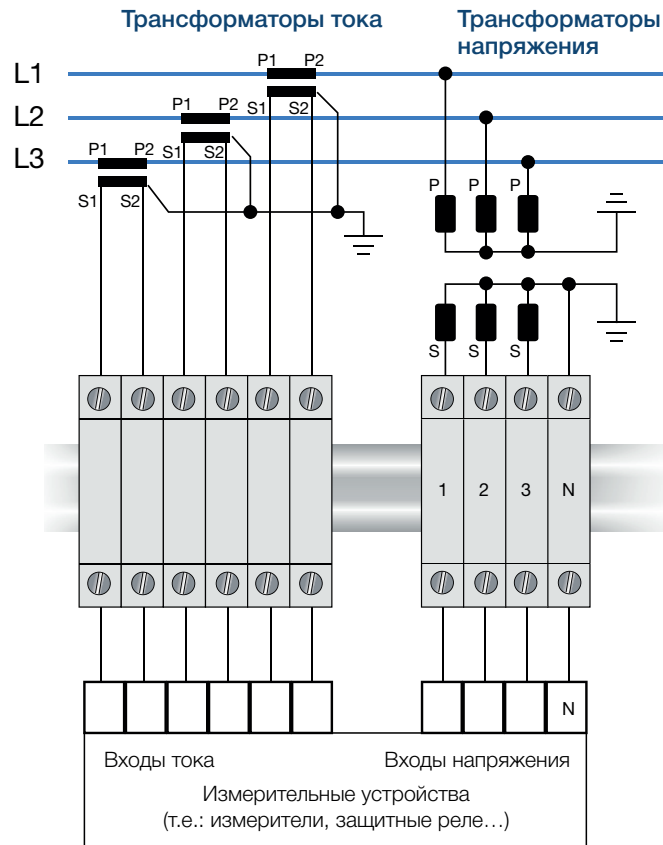 Трансформаторы тока
Трансформаторы
напряжения
P1 P2
L1
S1 S2
P1 P2
L2
S1 S2
P1 P2
L3
S1 S2
P P P
S S S
1 2 3 N
N
Входы тока
Входы напряжения
Измерительные устройства
(т.е.: измерители, защитные реле...)